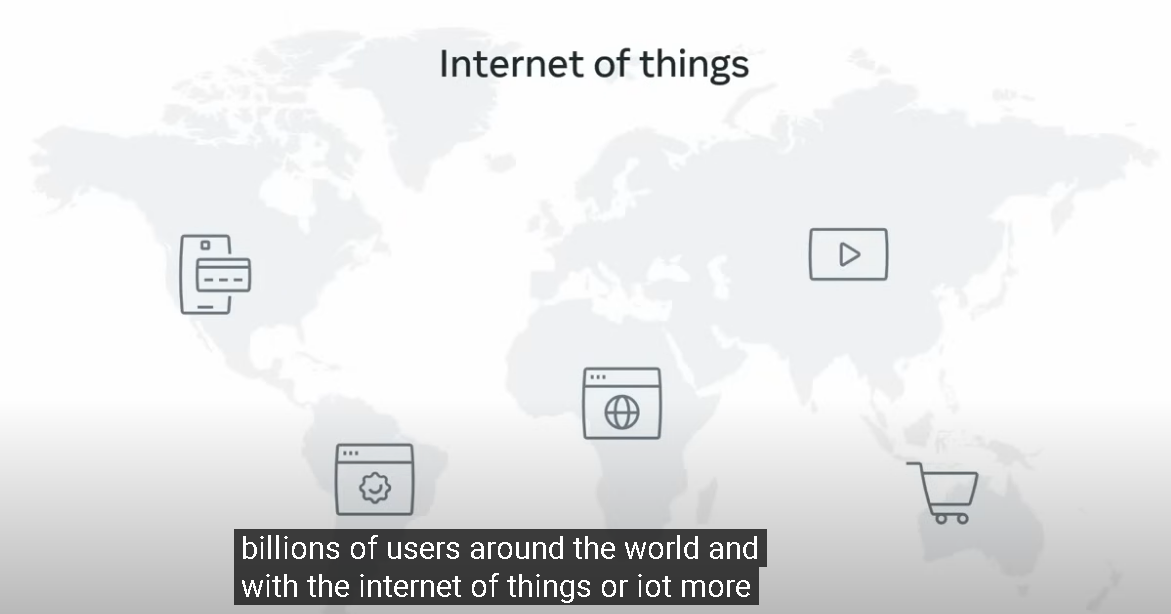 Internet of things
billions of users around the world and
with the internet of things or iot more